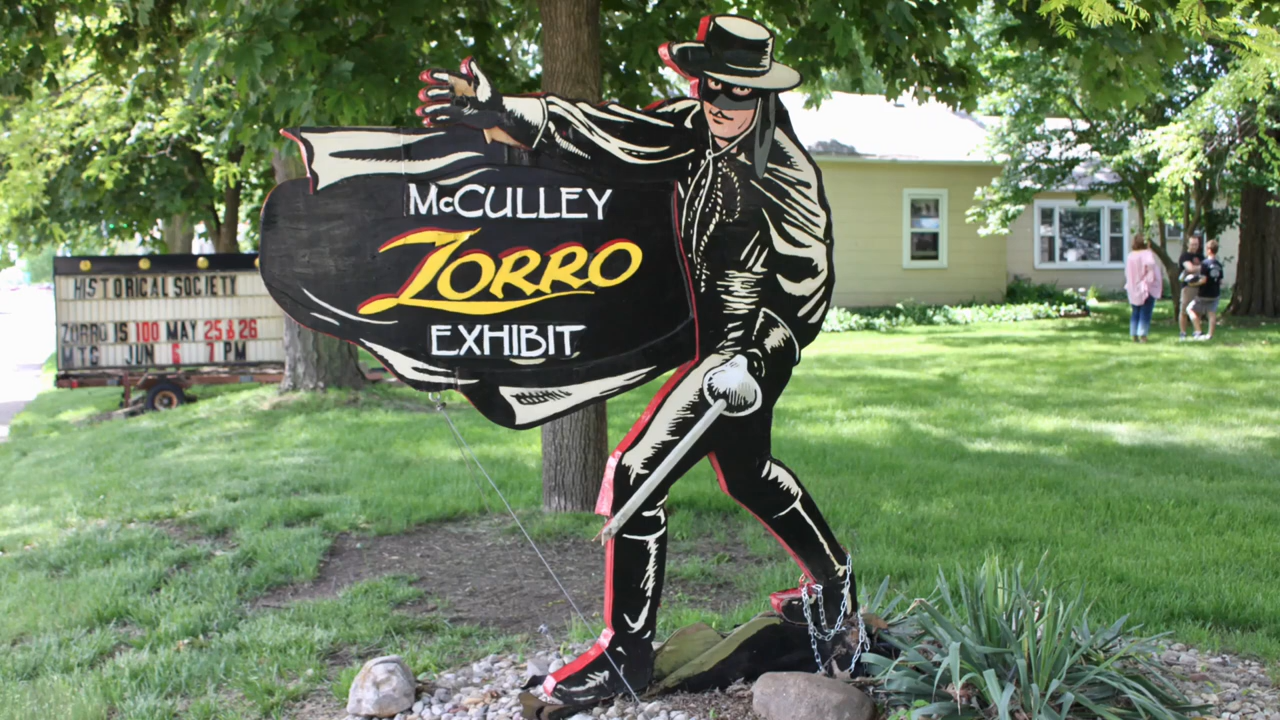 McCULLEY
ZORRO
EXHIBIT
HISTORICAL SOCIETY
ZORRO IS 100 MAY 25 & 26
MTG JUN 6 7 PM